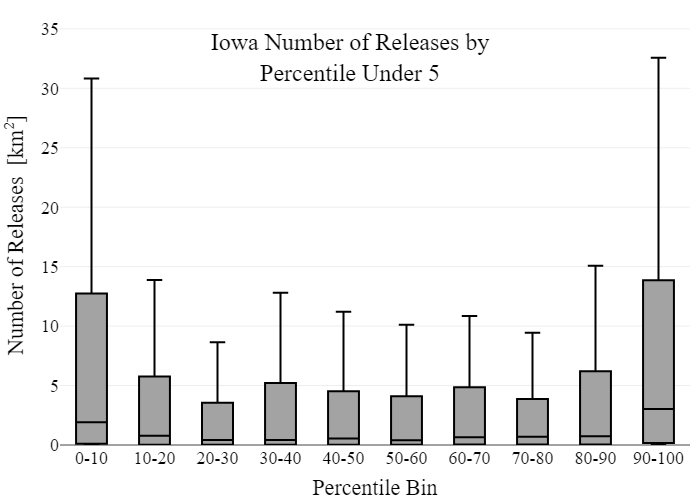 Iowa Number of Releases by
Percentile Under 5
Number of Releases [km²]
35
30
25
20
15
10
5
0
0-10 10-20 20-30 30-40 40-50 50-60 60-70 70-80 80-90 90-100
Percentile Bin